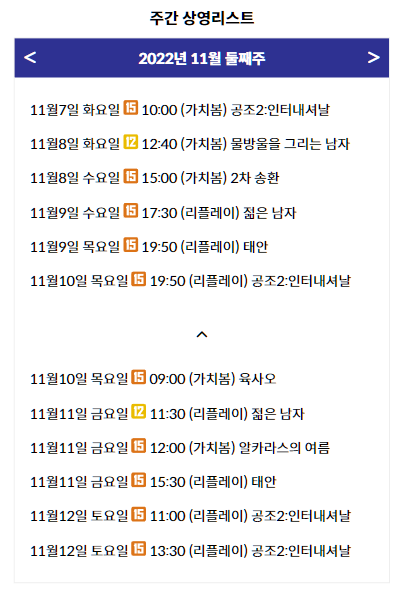 주간 상영리스트
< 2022년 11월 둘째주 >
11월7일 화요일 15 10:00 (가치봄) 공조2:인터내셔날
11월8일 화요일 12 12:40 (가치봄) 물방울을 그리는 남자
11월8일 수요일 15 15:00 (가치봄) 2차 송환
11월9일 수요일 15 17:30 (리플레이) 젊은 남자
11월9일 목요일 15 19:50 (리플레이) 태안
11월10일 목요일 15 19:50 (리플레이) 공조2:인터내셔날
11월10일 목요일 15 09:00 (가치봄) 육사오
11월11일 금요일 12 11:30 (리플레이) 젊은 남자
11월11일 금요일 15 12:00 (가치봄) 알카라스의 여름
11월11일 금요일 15 15:30 (리플레이) 태안
11월12일 토요일 15 11:00 (리플레이) 공조2:인터내셔날
11월12일 토요일 15 13:30 (리플레이) 공조2:인터내셔날